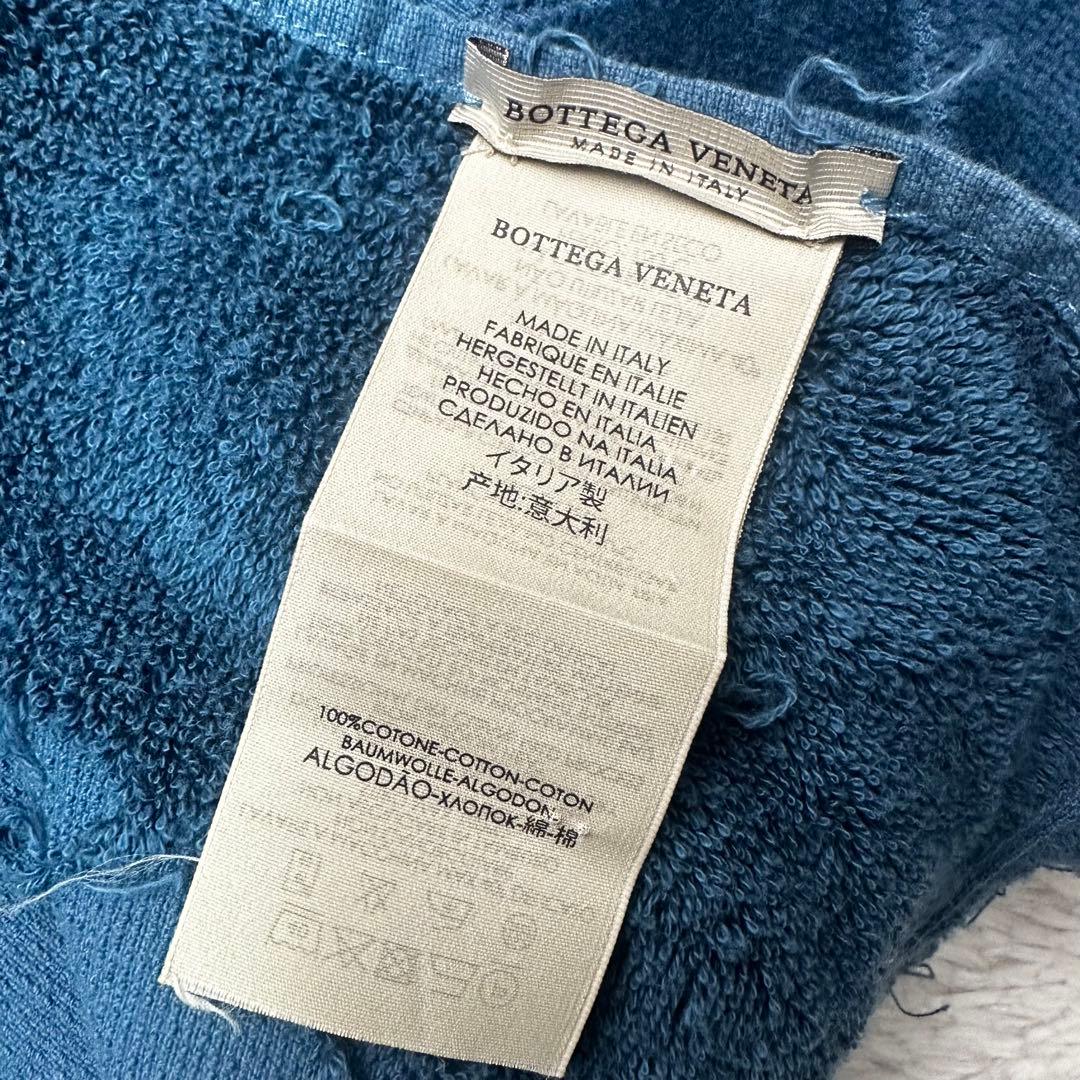 BOTTEGA VENETA
MADE IN ITALY
BOTTEGA VENETA
MADE IN ITALY
FABRIQUE EN ITALIE
HERGESTELLT IN ITALIEN
HECHO EN ITALIA
PRODUZIDO NA ITALIA
СДЕЛАНО В ИТАЛИИ
イタリア製
产地:意大利
100%COTONE-COTTON-COTON
BAUMWOLLE-ALGODON-
ALGODÃO-ХЛОПОК-綿-棉